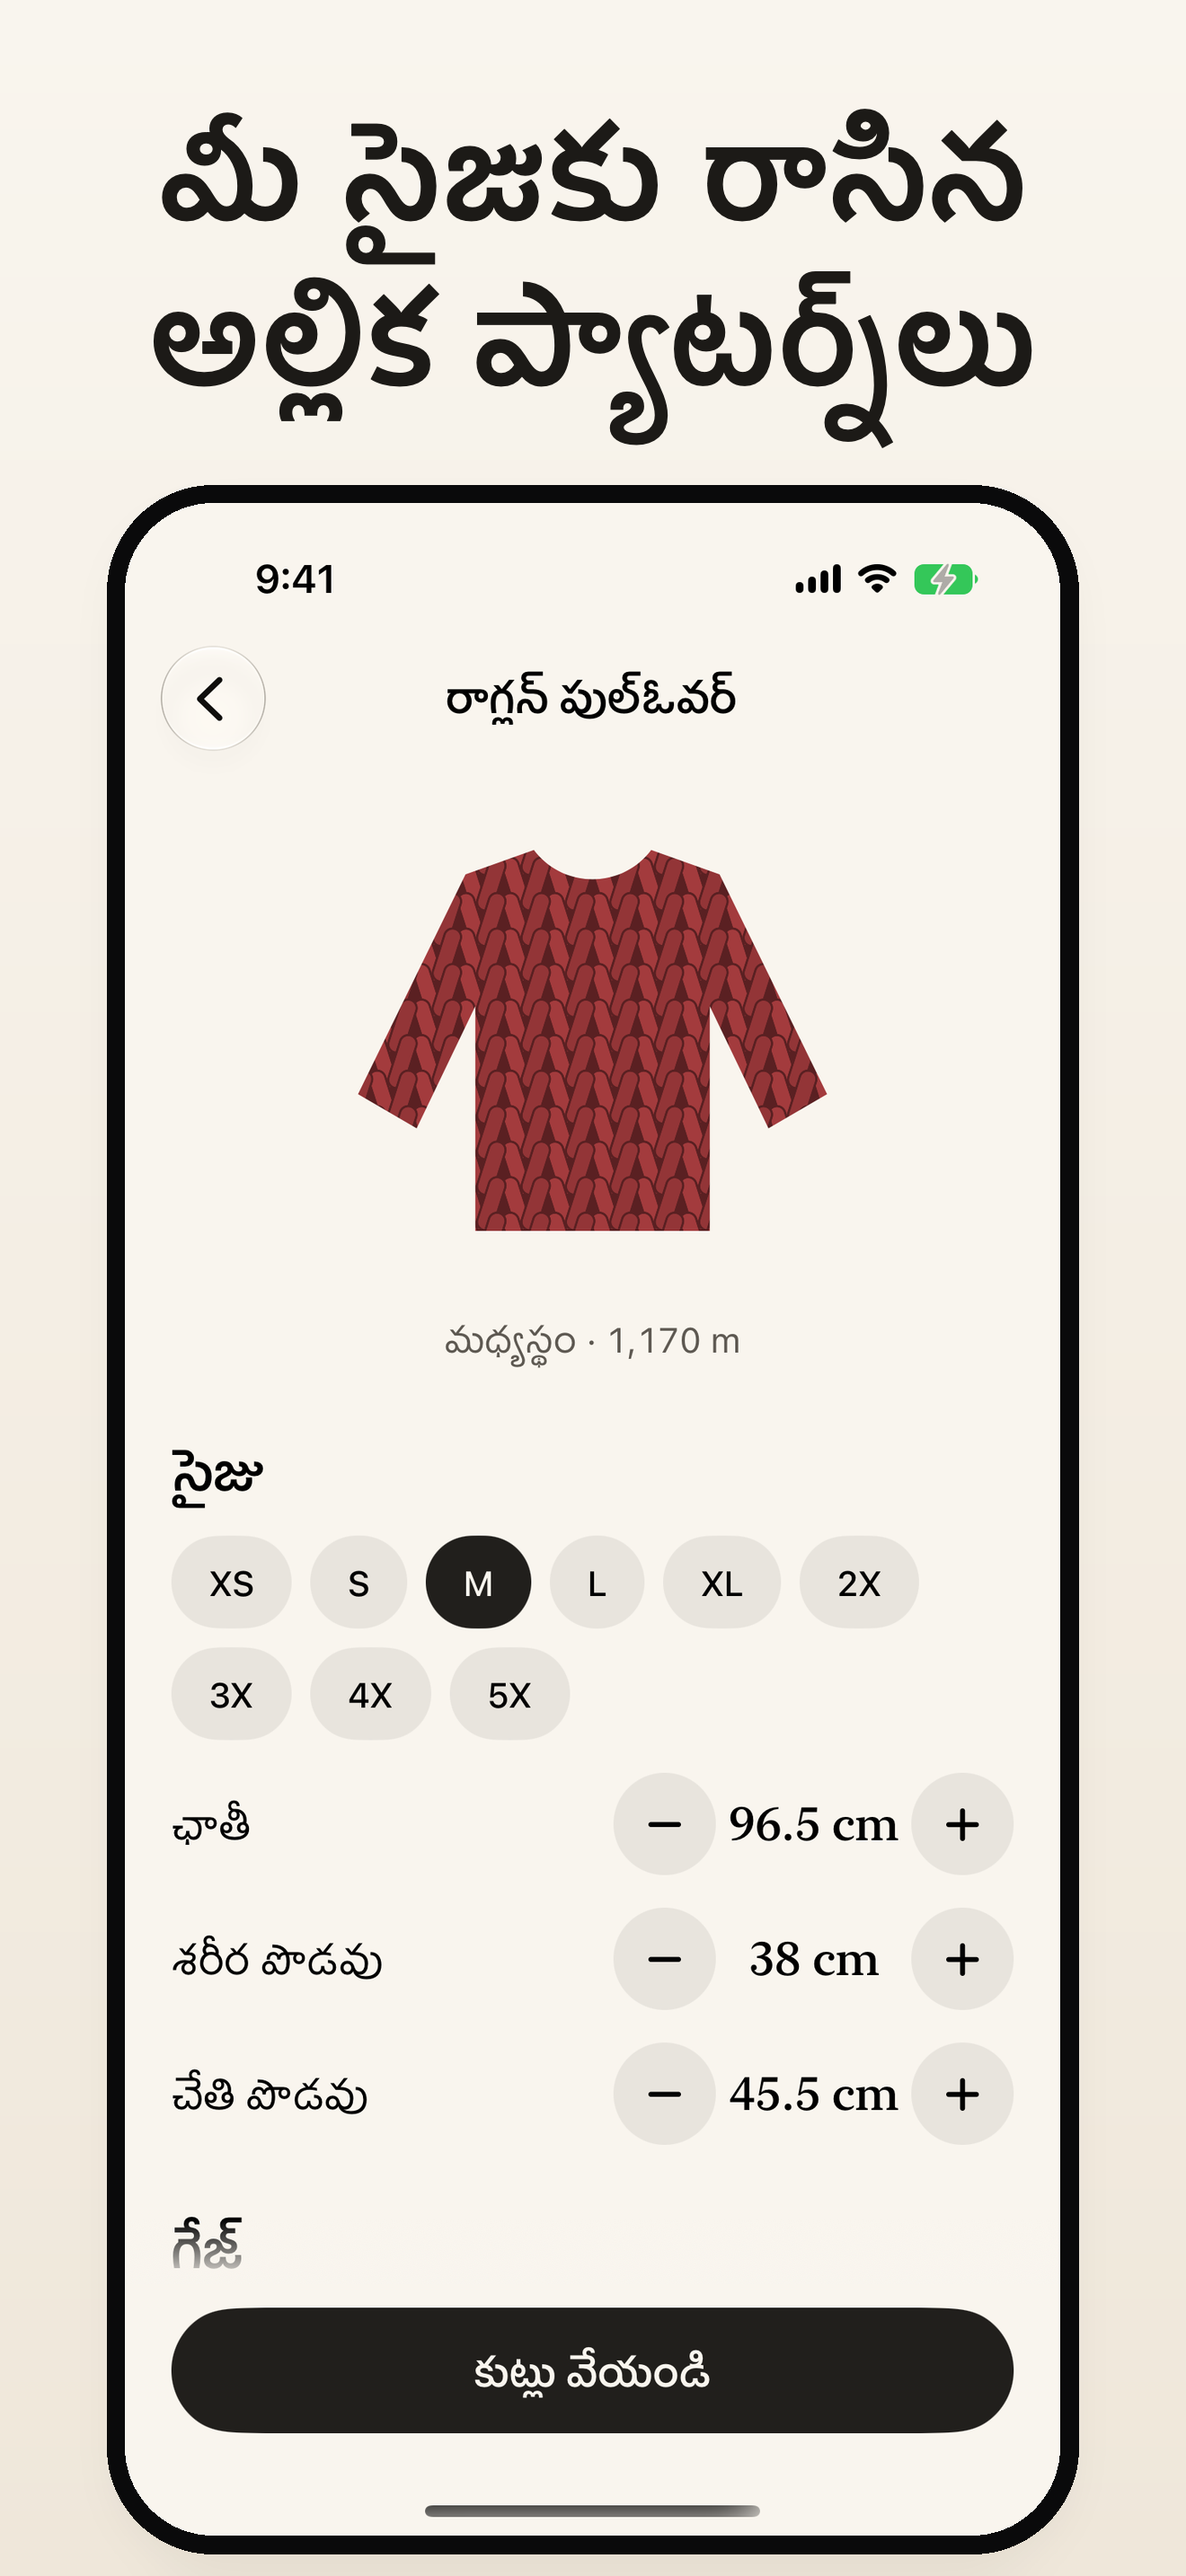 మీ సైజుకు రాసిన
అల్లిక ప్యాటర్న్‌లు
9:41
రాగ్లన్ పుల్‌ఓవర్
మధ్యస్థం · 1,170 m
సైజు
XS S M L XL 2X
3X 4X 5X
ఛాతీ − 96.5 cm +
శరీర పొడవు − 38 cm +
చేతి పొడవు − 45.5 cm +
గేజ్
కుట్లు వేయండి